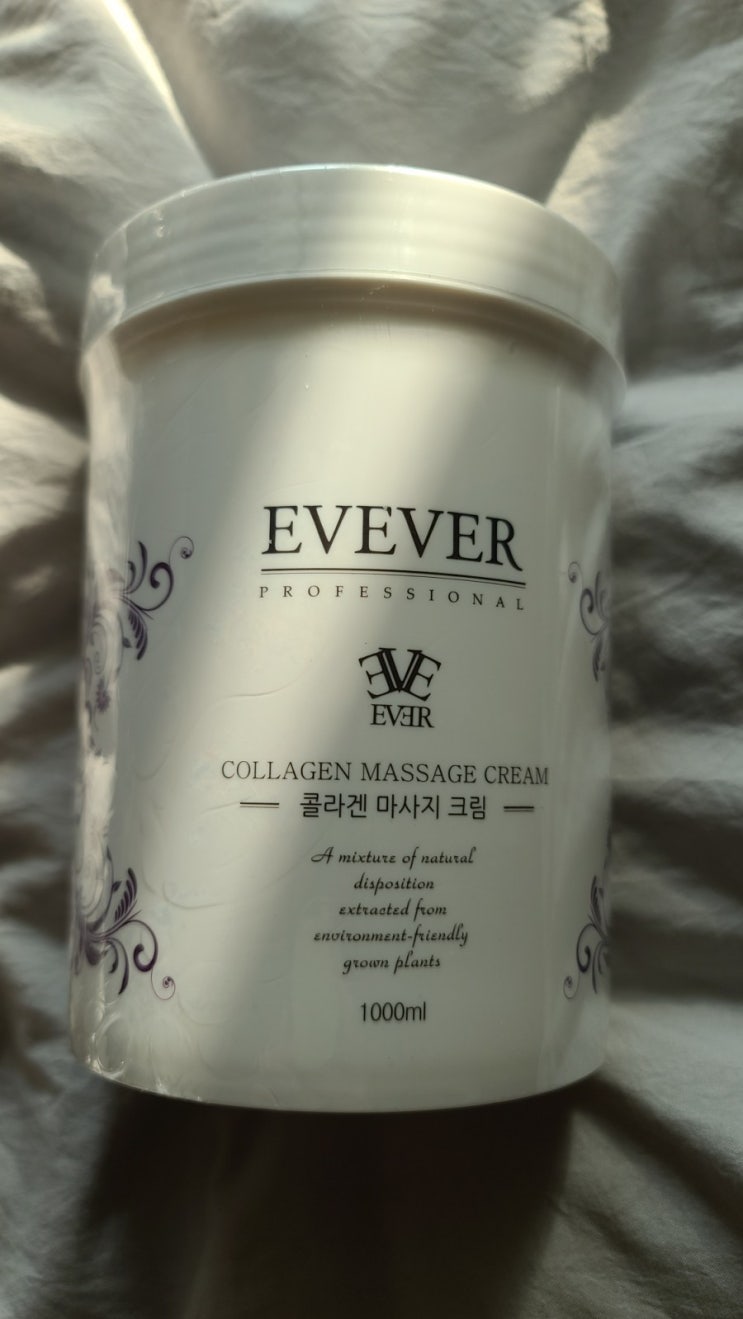 EVEVER
PROFESSIONAL
EVE
EVER
COLLAGEN MASSAGE CREAM
콜라겐 마사지 크림
A mixture of natural
disposition
extracted from
environment-friendly
grown plants
1000ml